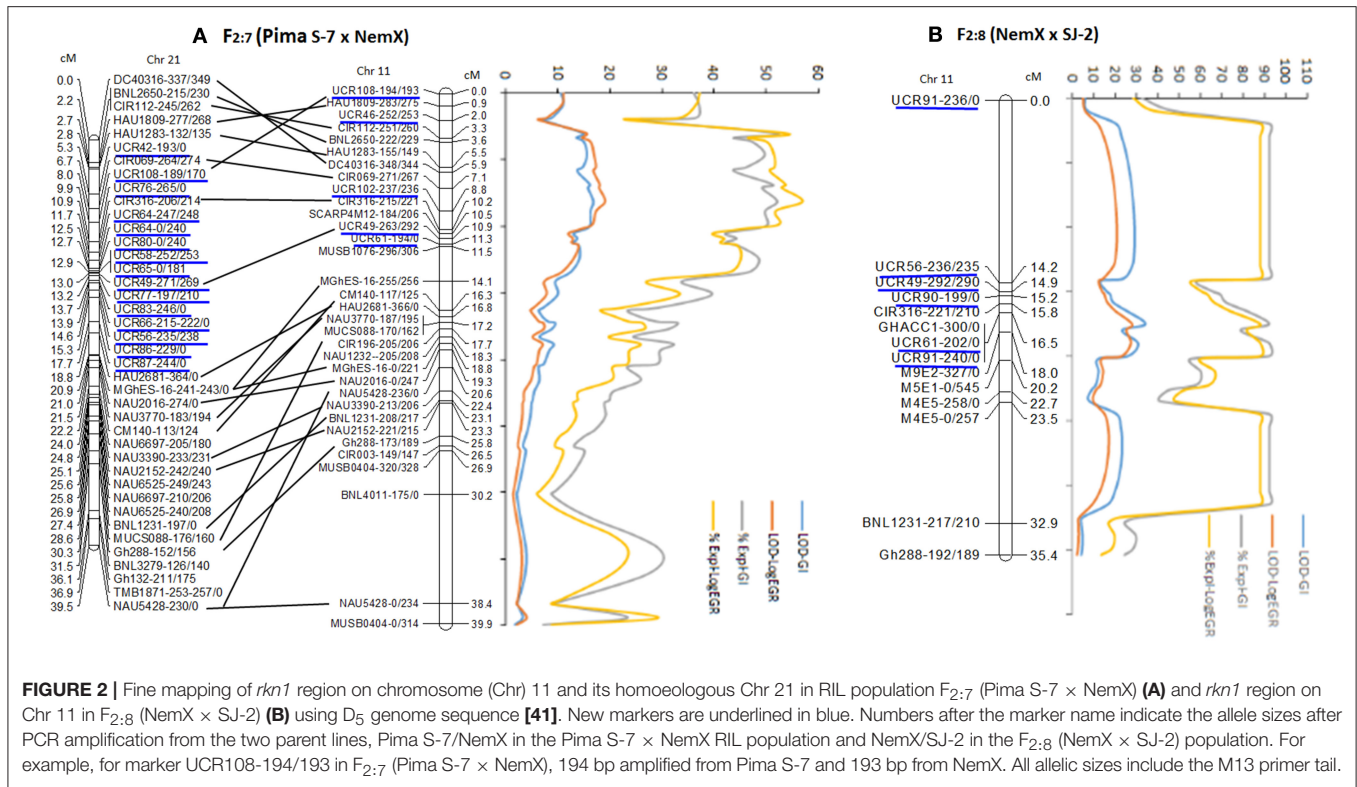 A F2:7 (Pima S-7 x NemX)
cM
Chr 21
Chr 11
cM
0.0
2.2
2.7
2.8
5.3
6.7
8.0
9.9
10.9
11.7
12.5
12.7
12.9
13.0
13.2
13.7
13.9
14.6
15.3
17.7
18.8
20.9
21.0
21.5
22.2
24.0
24.8
25.1
25.6
25.8
26.9
27.4
28.6
30.3
31.5
36.1
36.9
39.5
DC40316-337/349
BNL2650-215/230
CIR112-245/262
HAU1809-277/268
HAU1283-132/135
UCR42-193/0
CIR069-264/274
UCR108-189/170
UCR76-265/0
CIR316-206/214
UCR64-247/248
UCR64-0/240
UCR80-0/240
UCR58-252/253
UCR65-0/181
UCR49-271/269
UCR77-197/210
UCR83-246/0
UCR66-215-222/0
UCR56-235/238
UCR86-229/0
UCR87-244/0
HAU2681-364/0
MGhES-16-241-243/0
NAU2016-274/0
NAU3770-183/194
CM140-113/124
NAU6697-205/180
NAU3390-233/231
NAU2152-242/240
NAU6525-249/243
NAU6697-210/206
NAU6525-240/208
BNL1231-197/0
MUCS088-176/160
Gh288-152/156
BNL3279-126/140
Gh132-211/175
TMB1871-253-257/0
NAU5428-230/0
UCR108-194/193
HAU1809-283/275
UCR46-252/253
CIR112-251/260
BNL2650-222/229
HAU1283-155/149
DC40316-348/344
CIR069-271/267
UCR102-237/236
CIR316-215/221
SCARP4M12-184/206
UCR49-263/292
UCR61-194/0
MUSB1076-296/306
MGhES-16-255/256
CM140-117/125
HAU2681-366/0
NAU3770-187/195
MUCS088-170/162
CIR196-205/206
NAU1232--205/208
MGhES-16-0/221
NAU2016-0/247
NAU5428-236/0
NAU3390-213/206
BNL1231-208/217
NAU2152-221/215
Gh288-173/189
CIR003-149/147
MUSB0404-320/328
BNL4011-175/0
NAU5428-0/234
MUSB0404-0/314
0.0
0.9
2.0
3.3
3.6
5.5
5.9
7.1
8.8
10.2
10.5
10.9
11.3
11.5
14.1
16.3
16.8
17.2
17.7
18.3
18.8
19.3
20.6
22.4
23.1
23.3
25.8
26.5
26.9
30.2
38.4
39.9
0 10 20 30 40 50 60
% Expl-LogEGR
% Expl-GI
LOD-LogEGR
LOD-GI
B F2:8 (NemX x SJ-2)
Chr 11
cM
UCR91-236/0
UCR56-236/235
UCR49-292/290
UCR90-199/0
CIR316-221/210
GHACC1-300/0
UCR61-202/0
UCR91-240/0
M9E2-327/0
M5E1-0/545
M4E5-258/0
M4E5-0/257
BNL1231-217/210
Gh288-192/189
0.0
14.2
14.9
15.2
15.8
16.5
18.0
20.2
22.7
23.5
32.9
35.4
0 10 20 30 40 50 60 70 80 90 100 110
%Expl-LogEGR
% Expl-GI
LOD-LogEGR
LOD-GI
FIGURE 2 | Fine mapping of rkn1 region on chromosome (Chr) 11 and its homoeologous Chr 21 in RIL population F2:7 (Pima S-7 × NemX) (A) and rkn1 region on
Chr 11 in F2:8 (NemX × SJ-2) (B) using D5 genome sequence [41]. New markers are underlined in blue. Numbers after the marker name indicate the allele sizes after
PCR amplification from the two parent lines, Pima S-7/NemX in the Pima S-7 × NemX RIL population and NemX/SJ-2 in the F2:8 (NemX × SJ-2) population. For
example, for marker UCR108-194/193 in F2:7 (Pima S-7 × NemX), 194 bp amplified from Pima S-7 and 193 bp from NemX. All allelic sizes include the M13 primer tail.